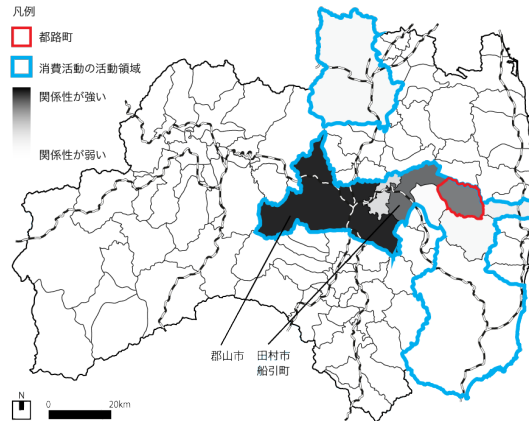 凡例
都路町
消費活動の活動領域
関係性が強い
関係性が弱い
郡山市
田村市
船引町
N
0
20km